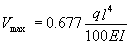 V_max = 0.677 ql^4 / 100EI